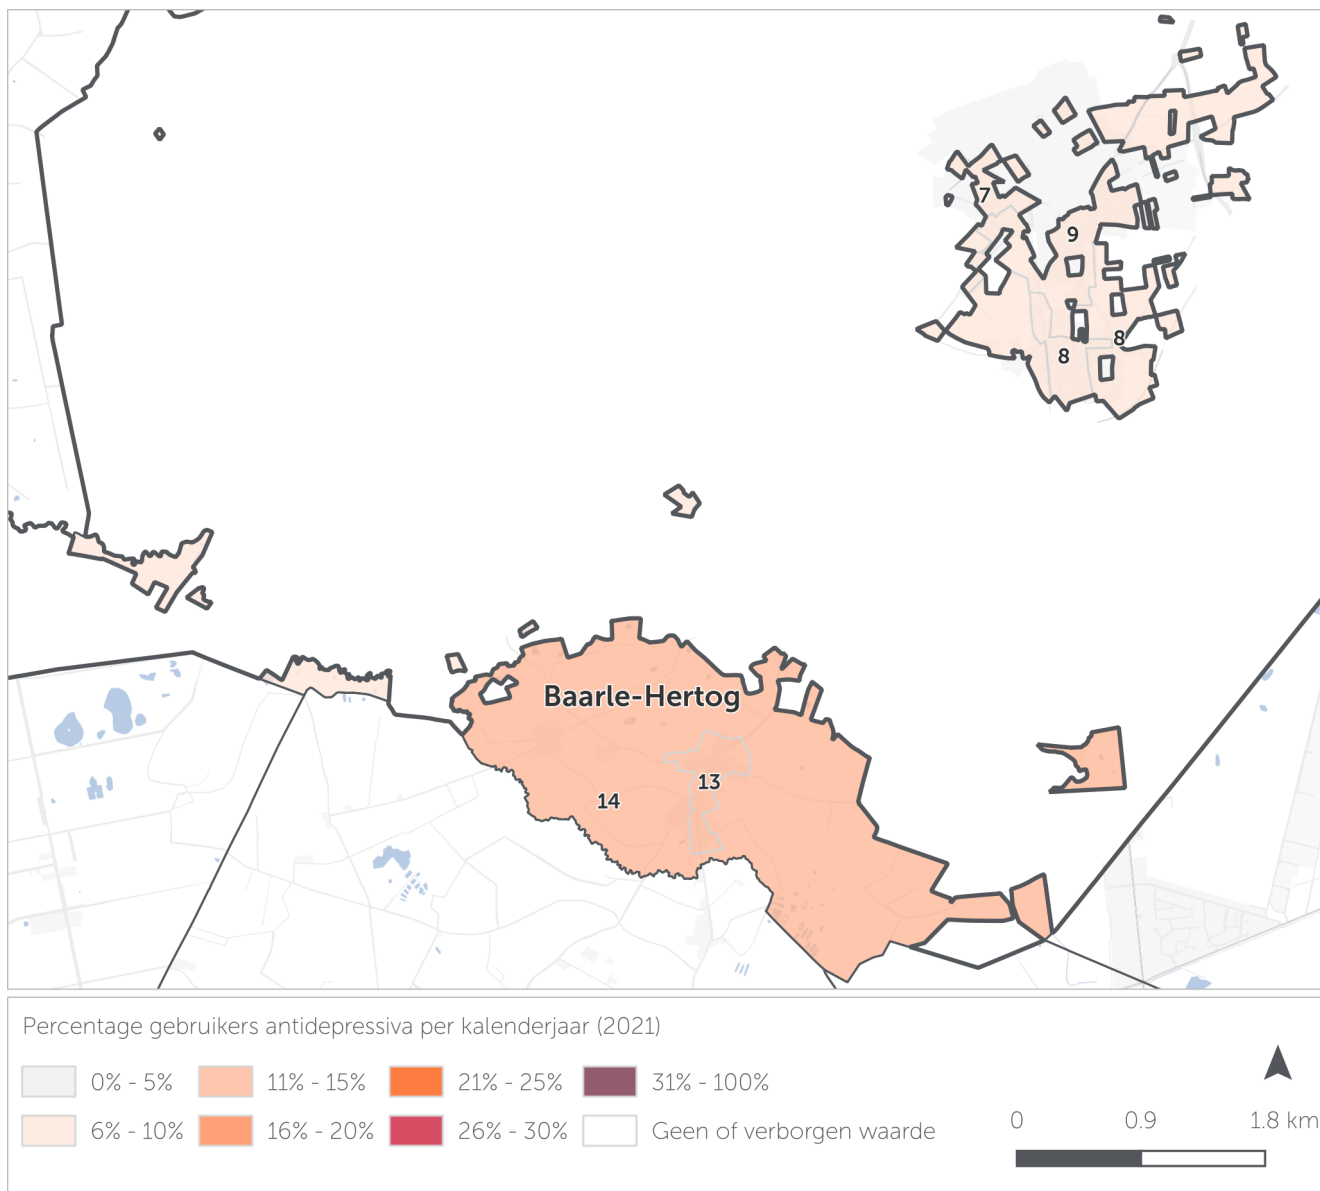 7
9
8
8
Baarle-Hertog
13
14
Percentage gebruikers antidepressiva per kalenderjaar (2021)
0% - 5%
11% - 15%
21% - 25%
31% - 100%
6% - 10%
16% - 20%
26% - 30%
Geen of verborgen waarde
0 0.9 1.8 km